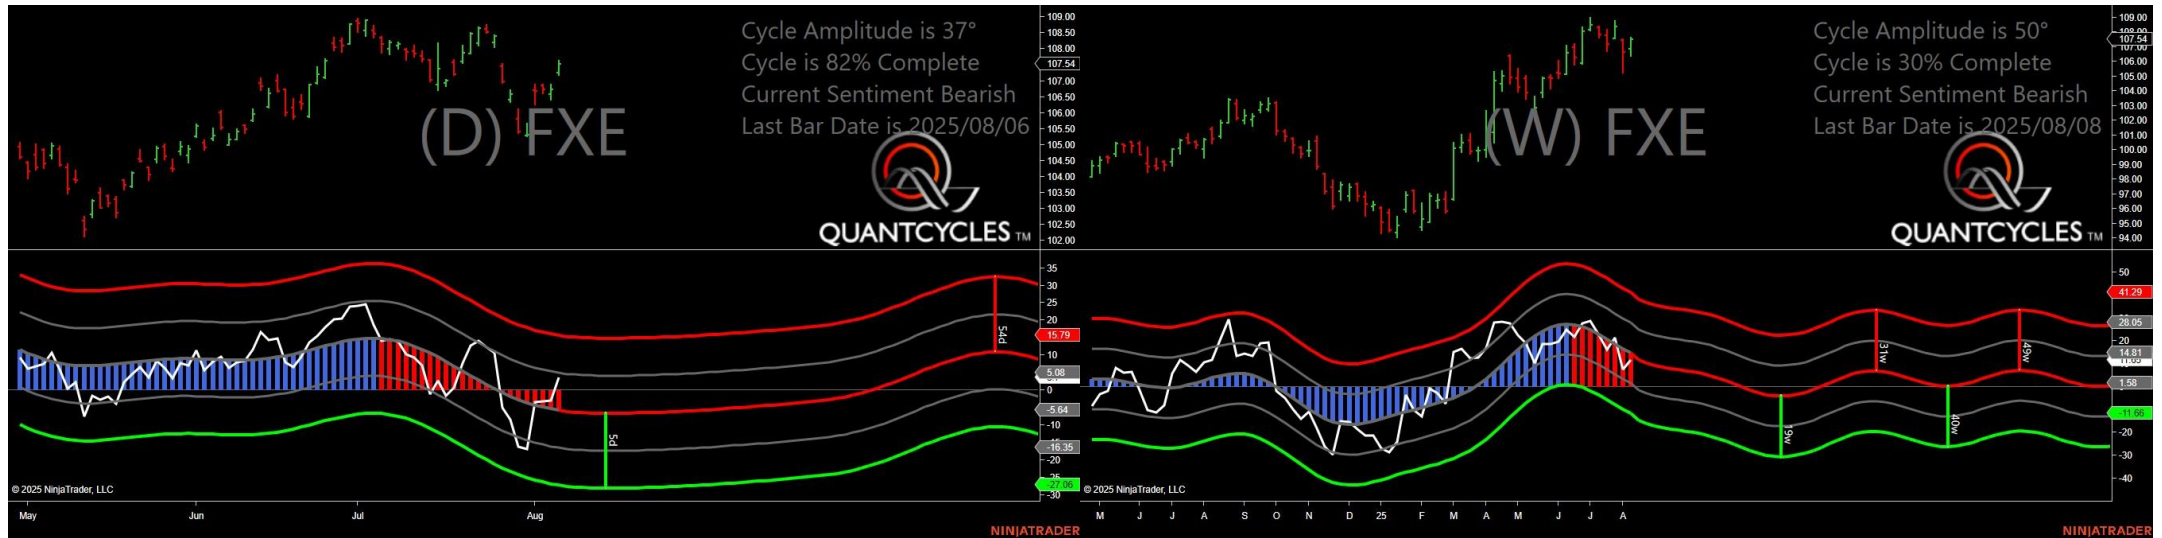 Cycle Amplitude is 37°
Cycle is 82% Complete
Current Sentiment Bearish
Last Bar Date is 2025/08/06
(D) FXE
QUANTCYCLES TM
109.00
108.50
108.00
107.54
107.00
106.50
106.00
105.50
105.00
104.50
104.00
103.50
103.00
102.50
102.00
35
30
25
20
15.79
10
5.08
0
-5.64
-10
-16.35
-20
-27.06
-30
54d
5d
© 2025 NinjaTrader, LLC
May Jun Jul Aug
NINJATRADER
Cycle Amplitude is 50°
Cycle is 30% Complete
Current Sentiment Bearish
Last Bar Date is 2025/08/08
(W) FXE
QUANTCYCLES TM
109.00
107.54
107.00
106.00
105.00
104.00
103.00
102.00
101.00
100.00
99.00
98.00
97.00
96.00
95.00
94.00
50
41.29
28.05
20
14.81
1.58
-11.66
-20
-30
-40
31w
49w
19w
40w
© 2025 NinjaTrader, LLC
M J J A S O N D 25 F M A M J J A
NINJATRADER